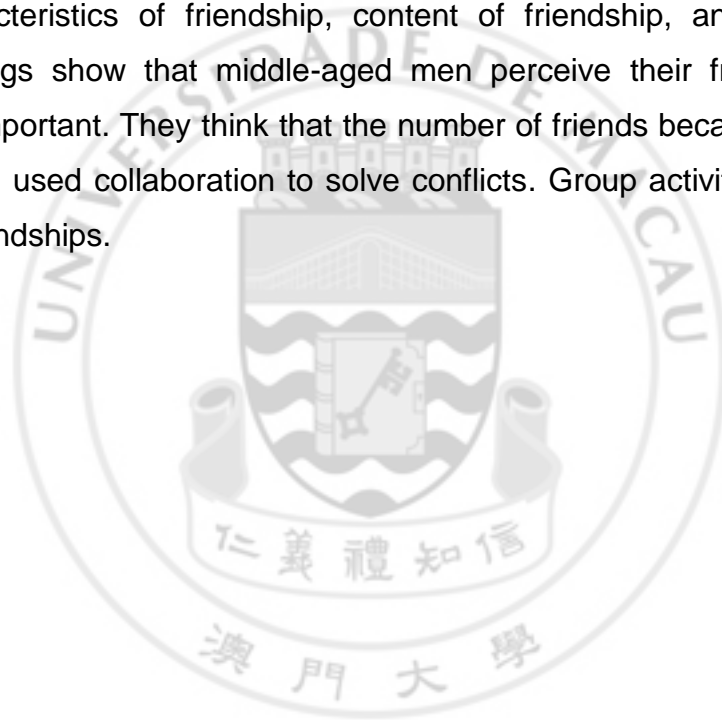 cteristics of friendship, content of friendship, an
gs show that middle-aged men perceive their fr
mportant. They think that the number of friends beca
used collaboration to solve conflicts. Group activit
ndships.
UNIVERSIDADE DE MACAU
仁義禮知信
澳門大學